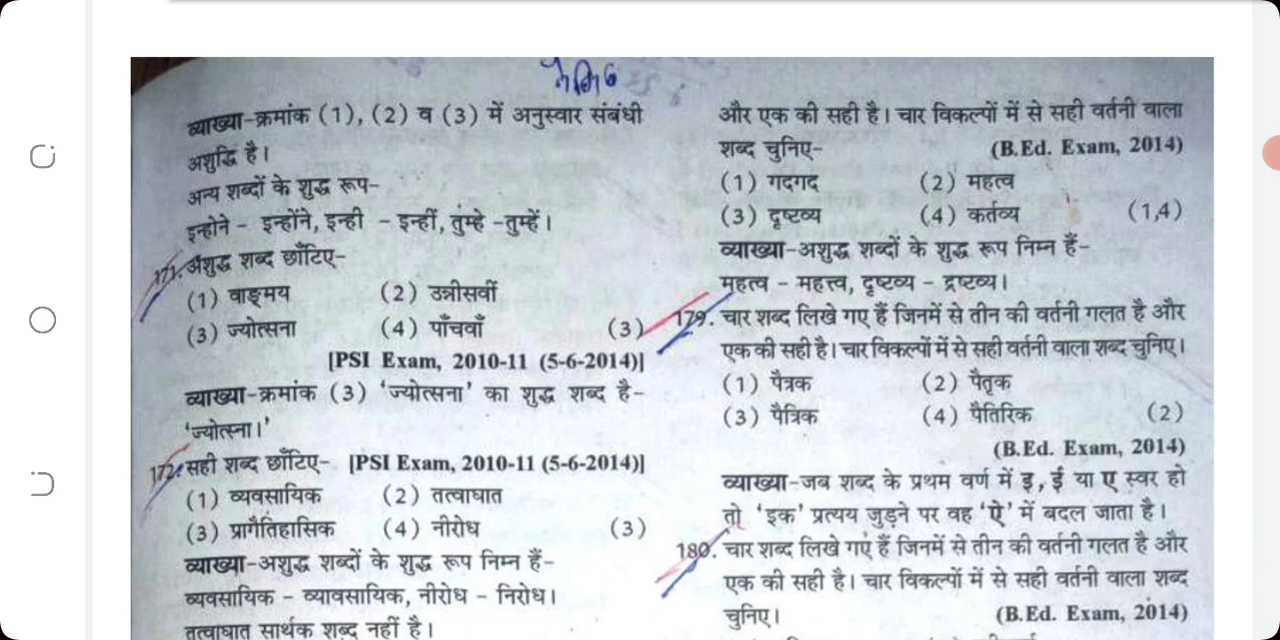 व्याख्या-क्रमांक (1), (2) व (3) में अनुस्वार संबंधी
अशुद्धि है।
अन्य शब्दों के शुद्ध रूप-
इन्होने - इन्होंने, इन्ही - इन्हीं, तुंम्हे -तुम्हें।
171. अशुद्ध शब्द छाँटिए-
(1) वाङ्मय (2) उन्नीसवीं
(3) ज्योत्सना (4) पाँचवाँ (3)
[PSI Exam, 2010-11 (5-6-2014)]
व्याख्या-क्रमांक (3) 'ज्योत्सना' का शुद्ध शब्द है-
'ज्योत्स्ना।'
172. सही शब्द छाँटिए- [PSI Exam, 2010-11 (5-6-2014)]
(1) व्यवसायिक (2) तत्वाघात
(3) प्रागैतिहासिक (4) नीरोध (3)
व्याख्या-अशुद्ध शब्दों के शुद्ध रूप निम्न हैं-
व्यवसायिक - व्यावसायिक, नीरोध - निरोध।
तत्वाघात सार्थक शब्द नहीं है।
और एक की सही है। चार विकल्पों में से सही वर्तनी वाला
शब्द चुनिए- (B.Ed. Exam, 2014)
(1) गदगद (2) महत्व
(3) दृष्टव्य (4) कर्तव्य (1,4)
व्याख्या-अशुद्ध शब्दों के शुद्ध रूप निम्न हैं-
महत्व - महत्त्व, दृष्टव्य - द्रष्टव्य।
179. चार शब्द लिखे गए हैं जिनमें से तीन की वर्तनी गलत है और
एक की सही है। चार विकल्पों में से सही वर्तनी वाला शब्द चुनिए।
(1) पैत्रक (2) पैतृक
(3) पैत्रिक (4) पैतिरिक (2)
(B.Ed. Exam, 2014)
व्याख्या-जब शब्द के प्रथम वर्ण में इ, ई या ए स्वर हो
तो 'इक' प्रत्यय जुड़ने पर वह 'ऐ' में बदल जाता है।
180. चार शब्द लिखे गए हैं जिनमें से तीन की वर्तनी गलत है और
एक की सही है। चार विकल्पों में से सही वर्तनी वाला शब्द
चुनिए। (B.Ed. Exam, 2014)